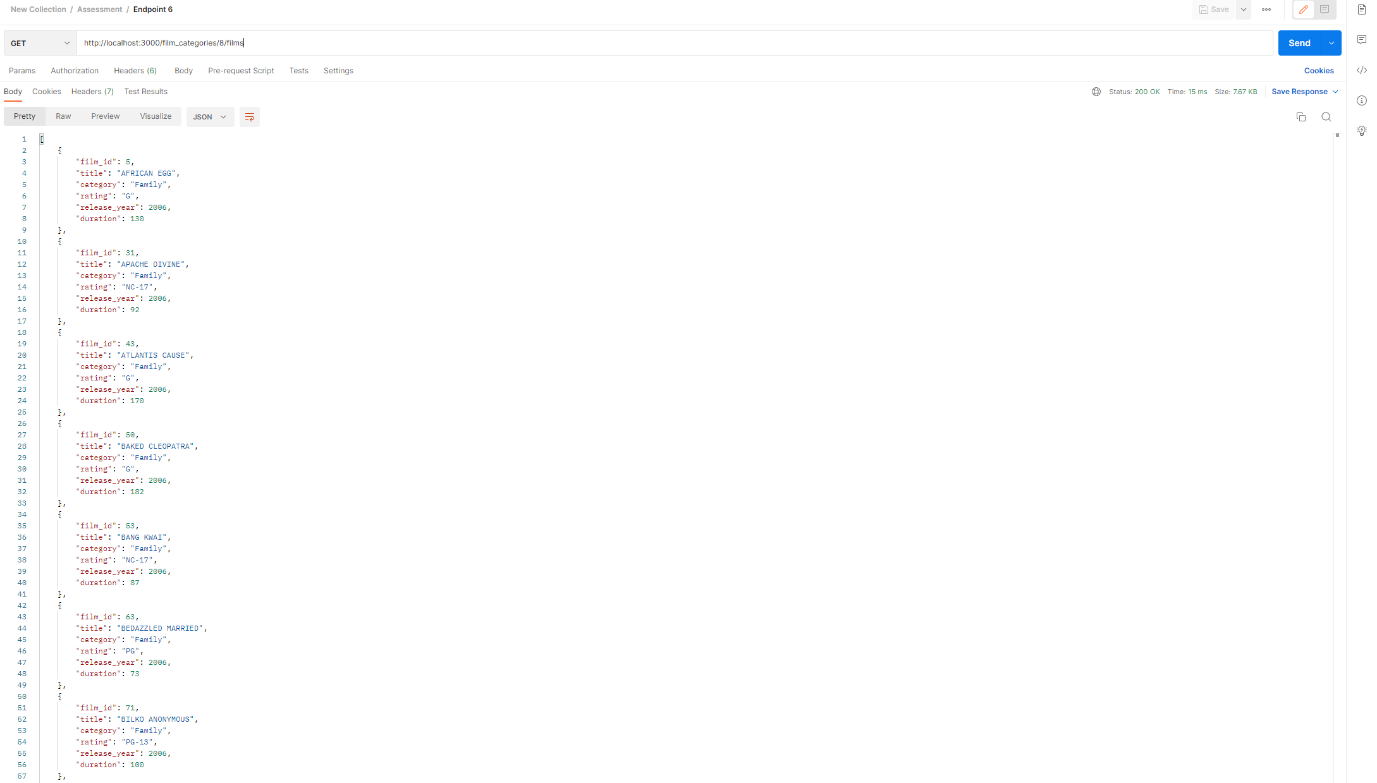 New Collection / Assessment / Endpoint 6
Save
GET http://localhost:3000/film_categories/8/films Send
Params Authorization Headers (6) Body Pre-request Script Tests Settings Cookies
Body Cookies Headers (7) Test Results Status: 200 OK Time: 15 ms Size: 7.67 KB Save Response
Pretty Raw Preview Visualize JSON
1 [
2 {
3 "film_id": 5,
4 "title": "AFRICAN EGG",
5 "category": "Family",
6 "rating": "G",
7 "release_year": 2006,
8 "duration": 130
9 },
10 {
11 "film_id": 31,
12 "title": "APACHE DIVINE",
13 "category": "Family",
14 "rating": "NC-17",
15 "release_year": 2006,
16 "duration": 92
17 },
18 {
19 "film_id": 43,
20 "title": "ATLANTIS CAUSE",
21 "category": "Family",
22 "rating": "G",
23 "release_year": 2006,
24 "duration": 170
25 },
26 {
27 "film_id": 50,
28 "title": "BAKED CLEOPATRA",
29 "category": "Family",
30 "rating": "G",
31 "release_year": 2006,
32 "duration": 182
33 },
34 {
35 "film_id": 53,
36 "title": "BANG KWAI",
37 "category": "Family",
38 "rating": "NC-17",
39 "release_year": 2006,
40 "duration": 87
41 },
42 {
43 "film_id": 63,
44 "title": "BEDAZZLED MARRIED",
45 "category": "Family",
46 "rating": "PG",
47 "release_year": 2006,
48 "duration": 73
49 },
50 {
51 "film_id": 71,
52 "title": "BILKO ANONYMOUS",
53 "category": "Family",
54 "rating": "PG-13",
55 "release_year": 2006,
56 "duration": 100
57 },